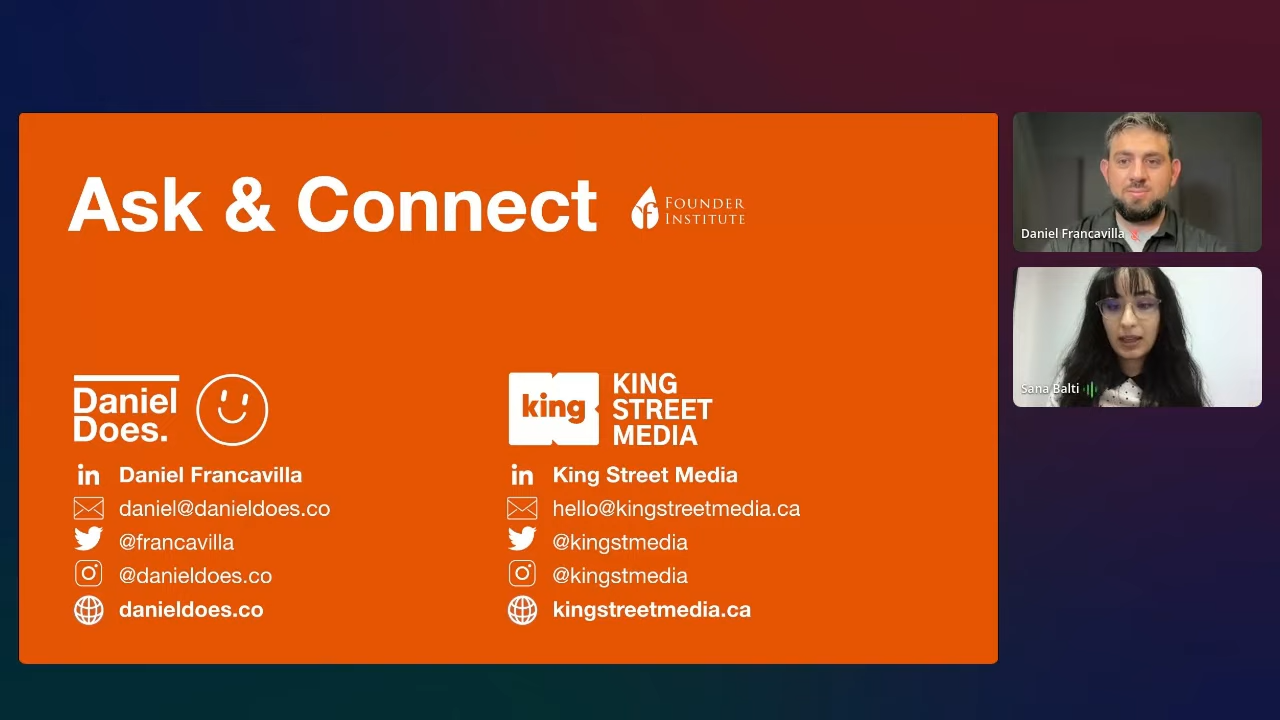 Ask & Connect
FOUNDER
INSTITUTE
Daniel
Does.
Daniel Francavilla
daniel@danieldoes.co
@francavilla
@danieldoes.co
danieldoes.co
king
KING
STREET
MEDIA
King Street Media
hello@kingstreetmedia.ca
@kingstmedia
@kingstmedia
kingstreetmedia.ca
Daniel Francavilla
Sana Balti